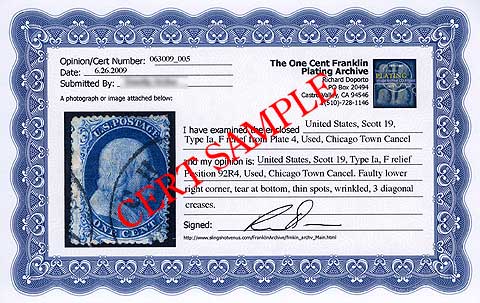 Opinion/Cert Number: 063009_005
Date: 6.26.2009
Submitted By:
A photograph or image attached below:
The One Cent Franklin
Plating Archive
Richard Doporto
PO Box 20494
Castro Valley, CA 94546
(510)-728-1146
PLATING
U.S. POSTAGE
ONE CENT
I have examined the enclosed United States, Scott 19,
Type Ia, F relief from Plate 4, Used, Chicago Town Cancel
and my opinion is: United States, Scott 19, Type Ia, F relief
Position 92R4, Used, Chicago Town Cancel. Faulty lower
right corner, tear at bottom, thin spots, wrinkled, 3 diagonal
creases.
Signed:
http://www.slingshotvenus.com/FranklinArchive/frnkln_archv_Main.html
CERT SAMPLE